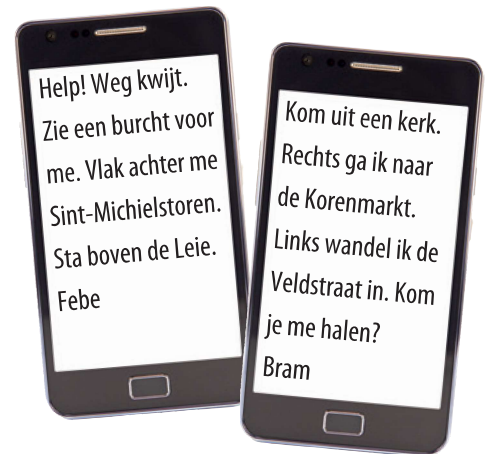 Help! Weg kwijt.
Zie een burcht voor
me. Vlak achter me
Sint-Michielstoren.
Sta boven de Leie.
Febe
Kom uit een kerk.
Rechts ga ik naar
de Korenmarkt.
Links wandel ik de
Veldstraat in. Kom
je me halen?
Bram